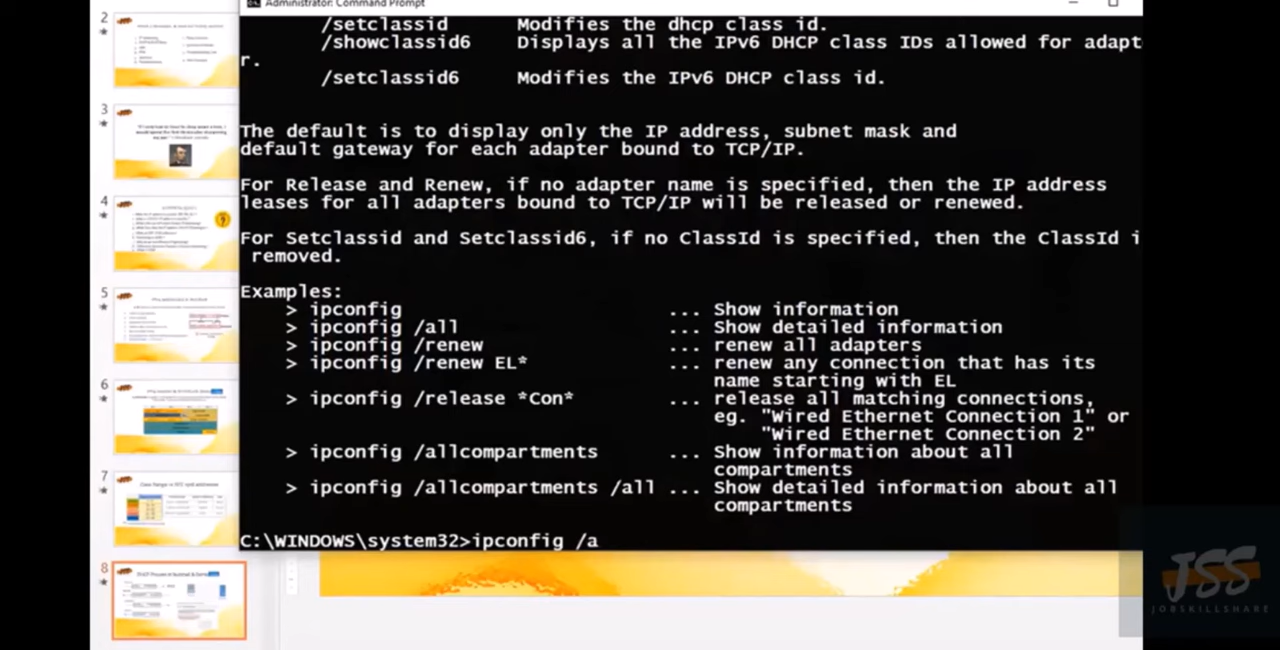 Administrator: Command Prompt
/setclassid Modifies the dhcp class id.
/showclassid6 Displays all the IPv6 DHCP class IDs allowed for adapt
r.
/setclassid6 Modifies the IPv6 DHCP class id.
The default is to display only the IP address, subnet mask and
default gateway for each adapter bound to TCP/IP.
For Release and Renew, if no adapter name is specified, then the IP address
leases for all adapters bound to TCP/IP will be released or renewed.
For Setclassid and Setclassid6, if no ClassId is specified, then the ClassId i
removed.
Examples:
> ipconfig ... Show information
> ipconfig /all ... Show detailed information
> ipconfig /renew ... renew all adapters
> ipconfig /renew EL* ... renew any connection that has its
name starting with EL
> ipconfig /release *Con* ... release all matching connections,
eg. "Wired Ethernet Connection 1" or
"Wired Ethernet Connection 2"
> ipconfig /allcompartments ... Show information about all
compartments
> ipconfig /allcompartments /all ... Show detailed information about all
compartments
C:\WINDOWS\system32>ipconfig /a
2
3
4
5
6
7
8
JSS
JOBSKILLSHARE